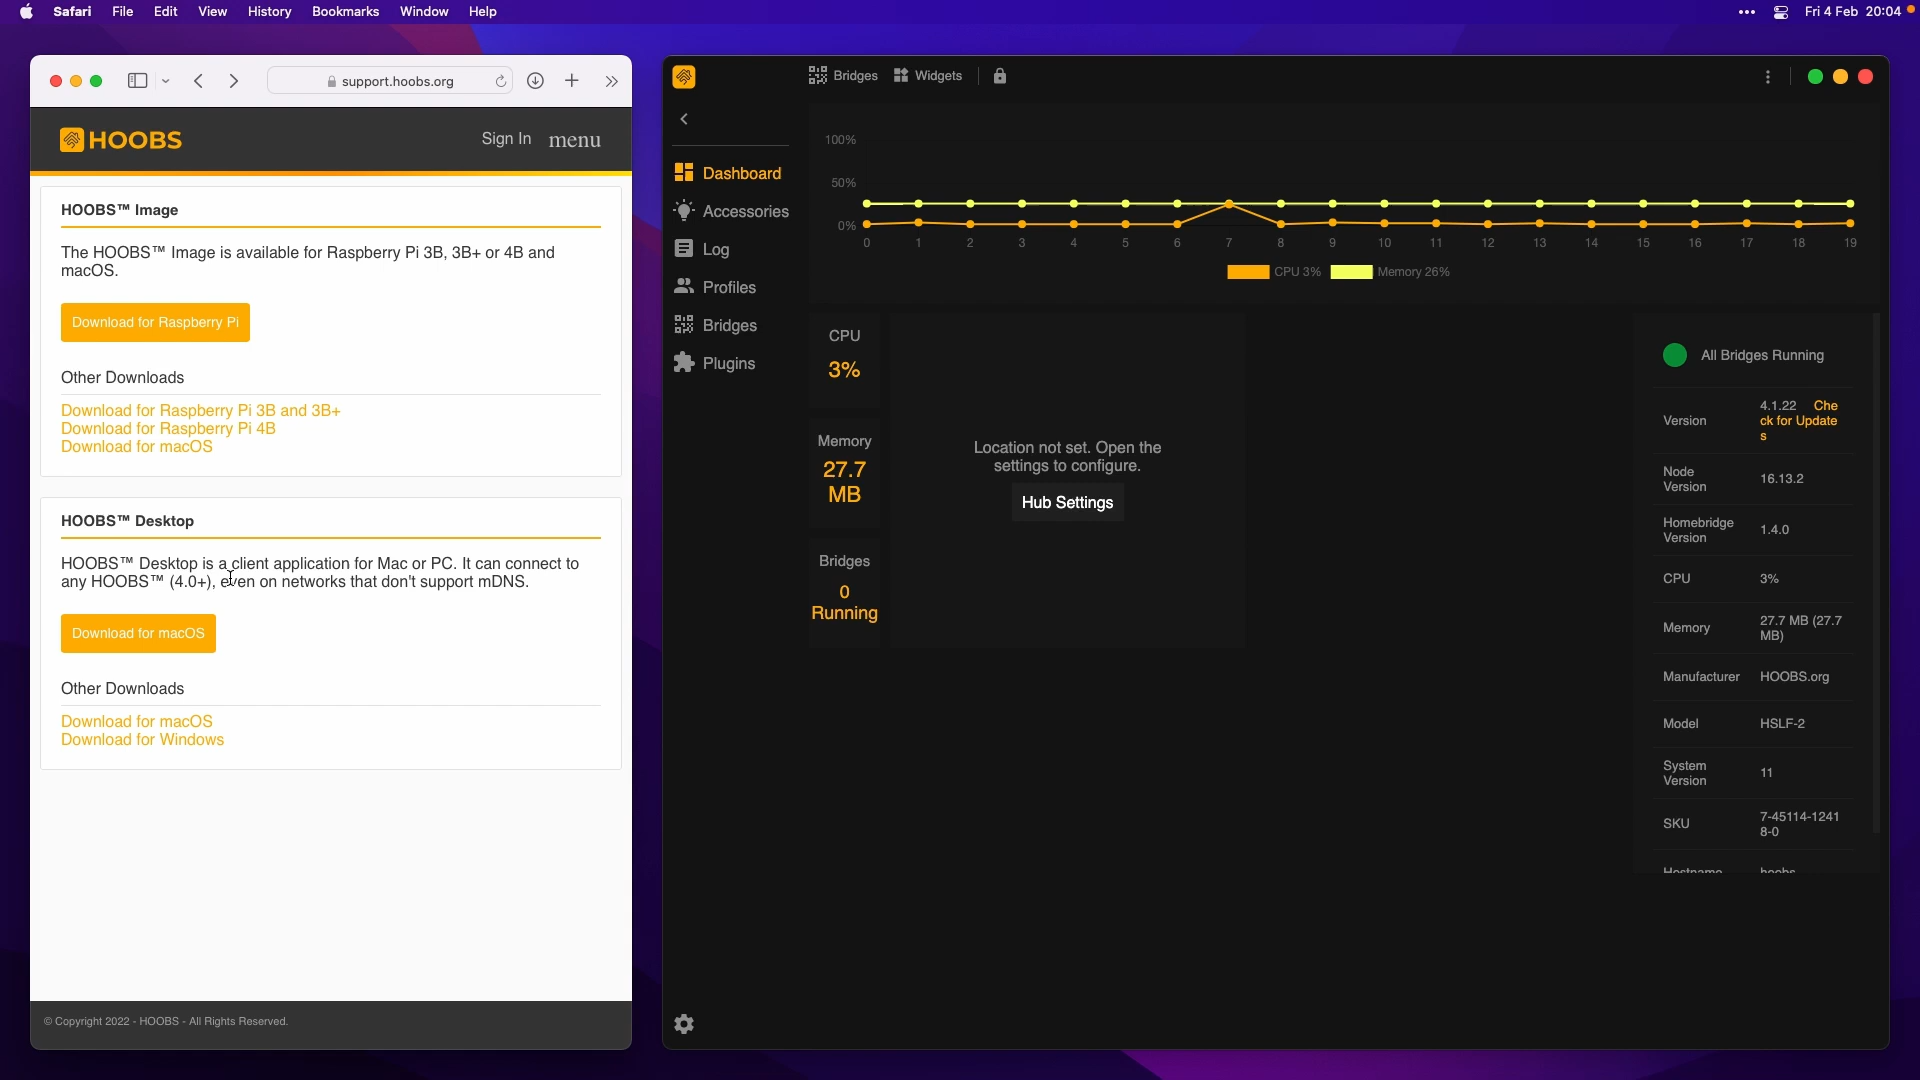 Safari File Edit View History Bookmarks Window Help
Fri 4 Feb 20:04
support.hoobs.org
HOOBS
Sign In menu
HOOBS™ Image
The HOOBS™ Image is available for Raspberry Pi 3B, 3B+ or 4B and
macOS.
Download for Raspberry Pi
Other Downloads
Download for Raspberry Pi 3B and 3B+
Download for Raspberry Pi 4B
Download for macOS
HOOBS™ Desktop
HOOBS™ Desktop is a client application for Mac or PC. It can connect to
any HOOBS™ (4.0+), even on networks that don't support mDNS.
Download for macOS
Other Downloads
Download for macOS
Download for Windows
© Copyright 2022 - HOOBS - All Rights Reserved.
Bridges Widgets
Dashboard
Accessories
Log
Profiles
Bridges
Plugins
100%
50%
0%
0 1 2 3 4 5 6 7 8 9 10 11 12 13 14 15 16 17 18 19
CPU 3% Memory 26%
CPU
3%
Memory
27.7
MB
Bridges
0
Running
Location not set. Open the
settings to configure.
Hub Settings
All Bridges Running
Version 4.1.22 Che
ck for Update
s
Node
Version 16.13.2
Homebridge
Version 1.4.0
CPU 3%
Memory 27.7 MB (27.7
MB)
Manufacturer HOOBS.org
Model HSLF-2
System
Version 11
SKU 7-45114-1241
8-0
Hostname hoobs